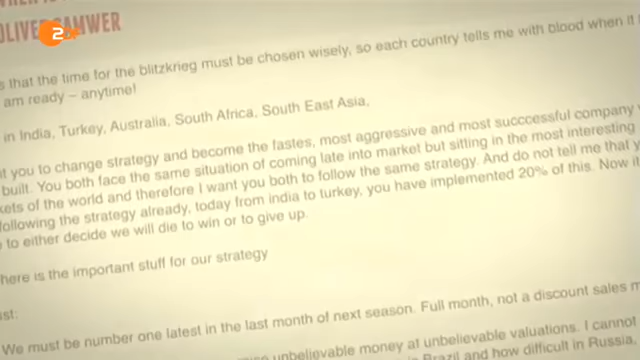 2DF
OLIVER SAMWER
s that the time for the blitzkrieg must be chosen wisely, so each country tells me with blood when it
am ready – anytime!
in India, Turkey, Australia, South Africa, South East Asia,
t you to change strategy and become the fastes, most aggressive and most succcessful company
built. You both face the same situation of coming late into market but sitting in the most interesting
kets of the world and therefore I want you both to follow the same strategy. And do not tell me that y
following the strategy already, today from india to turkey, you have implemented 20% of this. Now it
e to either decide we will die to win or to give up.
here is the important stuff for our strategy
ust:
We must be number one latest in the last month of next season. Full month, not a discount sales m
unbelievable money at unbelievable valuations. I cannot
Brazil and how difficult in Russia,